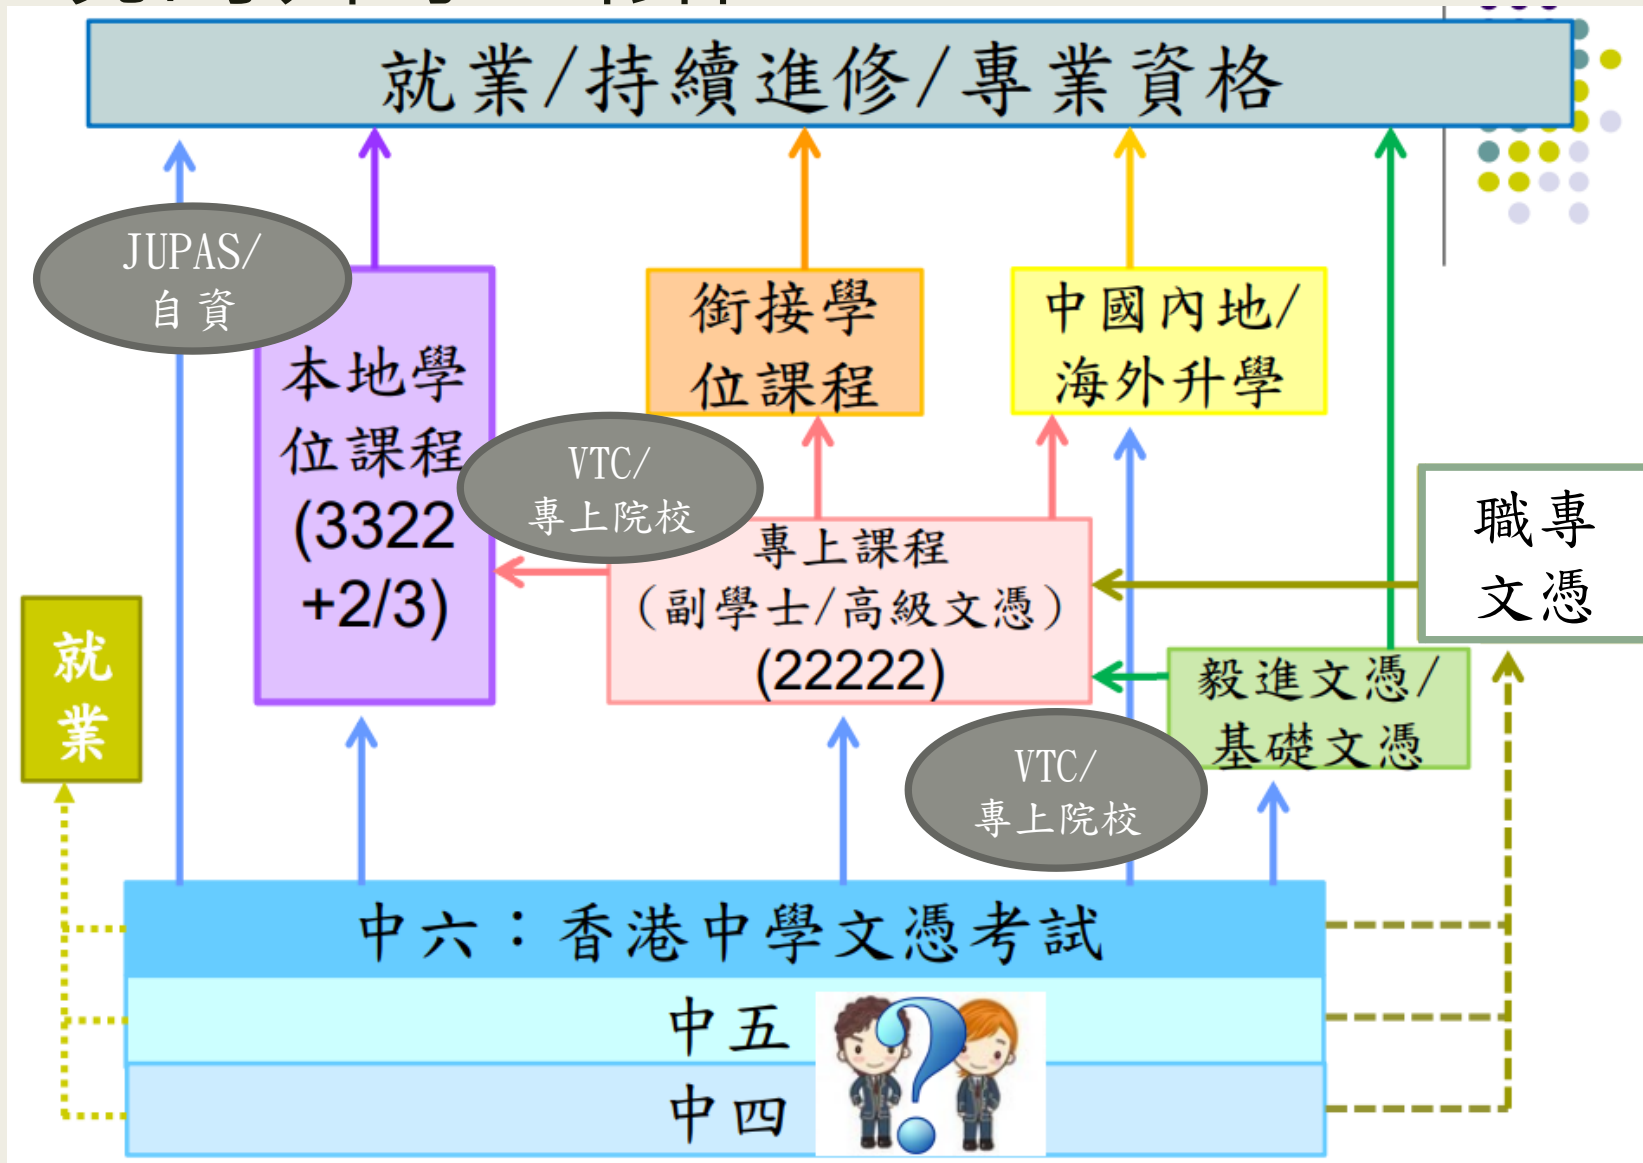 就業/持續進修/專業資格
JUPAS/
自資
本地學
位課程
(3322
+2/3)
銜接學
位課程
中國內地/
海外升學
VTC/
專上院校
專上課程
(副學士/高級文憑)
(22222)
職專
文憑
就
業
毅進文憑/
基礎文憑
VTC/
專上院校
中六：香港中學文憑考試
中五
中四